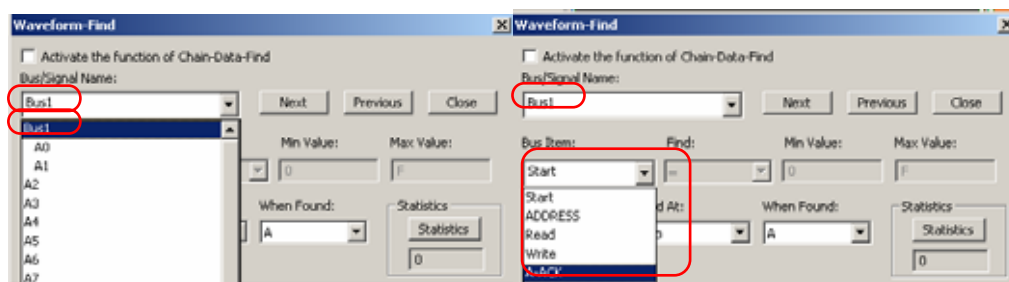 Waveform-Find
Activate the function of Chain-Data-Find
Bus/Signal Name:
Bus1 Next Previous Close
Bus1
A0 Min Value: Max Value:
A1 0 F
A2
A3 When Found: Statistics
A4 A Statistics
A5
A6 0
A7
Waveform-Find
Activate the function of Chain-Data-Find
Bus/Signal Name:
Bus1 Next Previous Close
Bus Item: Find: Min Value: Max Value:
Start = 0 F
Start
ADDRESS d At: When Found: Statistics
Read A Statistics
Write
A-ACK 0